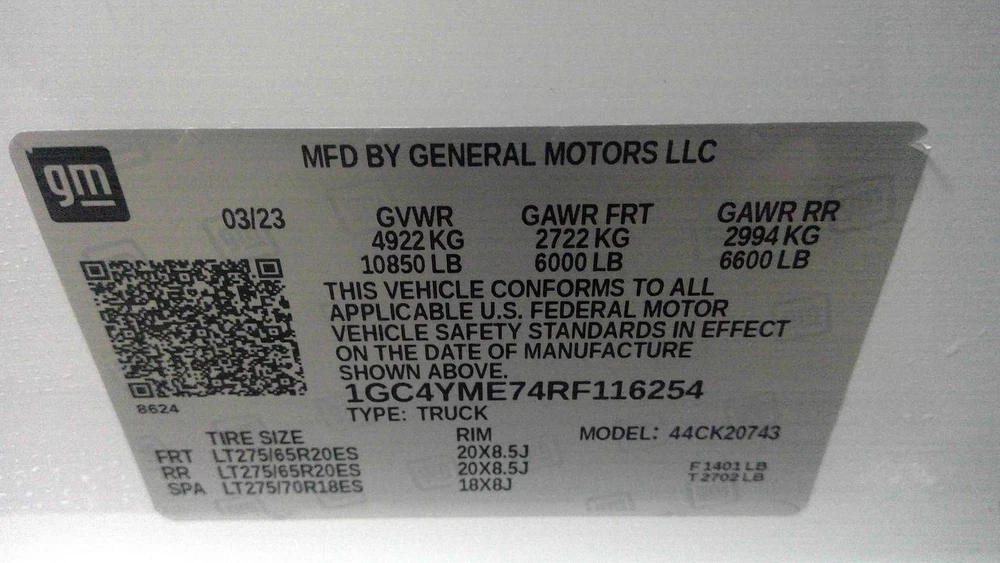 gm
MFD BY GENERAL MOTORS LLC
03/23 GVWR GAWR FRT GAWR RR
4922 KG 2722 KG 2994 KG
10850 LB 6000 LB 6600 LB
THIS VEHICLE CONFORMS TO ALL
APPLICABLE U.S. FEDERAL MOTOR
VEHICLE SAFETY STANDARDS IN EFFECT
ON THE DATE OF MANUFACTURE
SHOWN ABOVE.
1GC4YME74RF116254
8624
TYPE: TRUCK
TIRE SIZE RIM MODEL: 44CK20743
FRT LT275/65R20ES 20X8.5J
RR LT275/65R20ES 20X8.5J F 1401 LB
SPA LT275/70R18ES 18X8J T 2702 LB